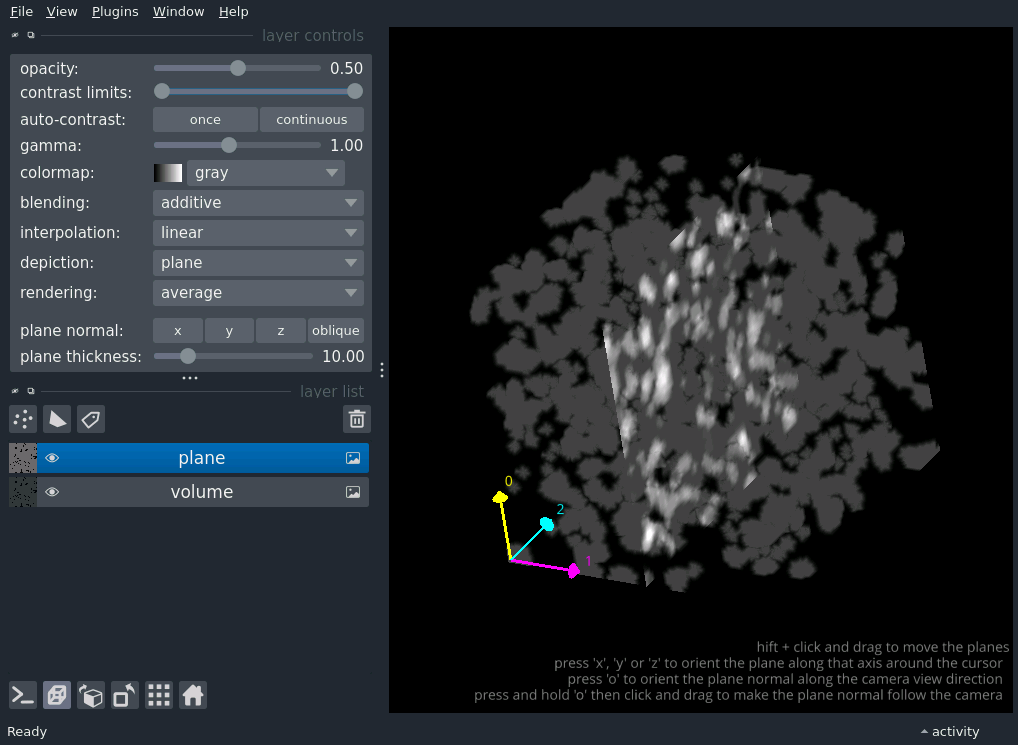 File View Plugins Window Help
layer controls
opacity: 0.50
contrast limits:
auto-contrast: once continuous
gamma: 1.00
colormap: gray
blending: additive
interpolation: linear
depiction: plane
rendering: average
plane normal: x y z oblique
plane thickness: 10.00
layer list
plane
volume
0
2
1
hift + click and drag to move the planes
press 'x', 'y' or 'z' to orient the plane along that axis around the cursor
press 'o' to orient the plane normal along the camera view direction
press and hold 'o' then click and drag to make the plane normal follow the camera
Ready
activity